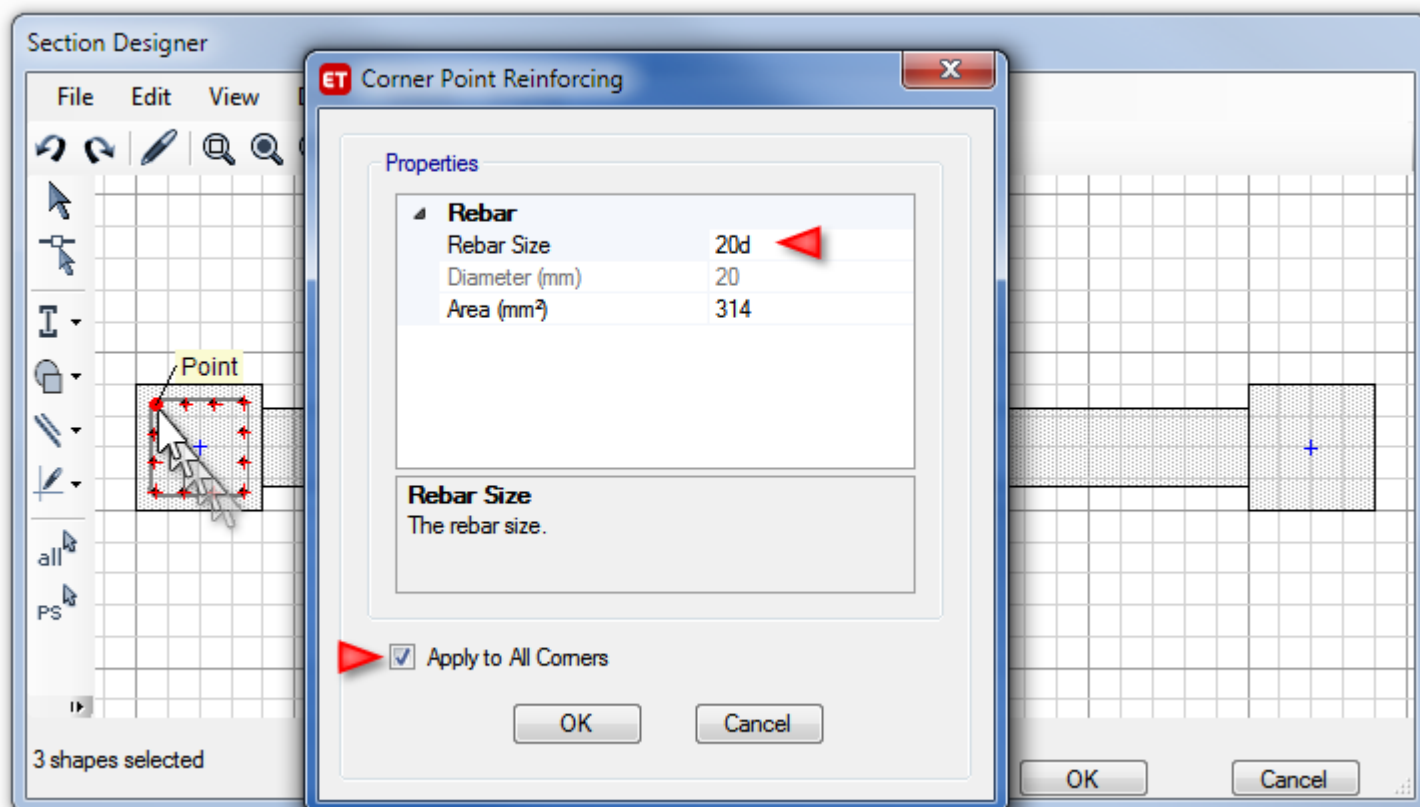 Section Designer
File Edit View
ET Corner Point Reinforcing
Properties
Rebar
Rebar Size 20d
Diameter (mm) 20
Area (mm²) 314
Point
Rebar Size
The rebar size.
all
PS
Apply to All Corners
OK Cancel
3 shapes selected
OK Cancel